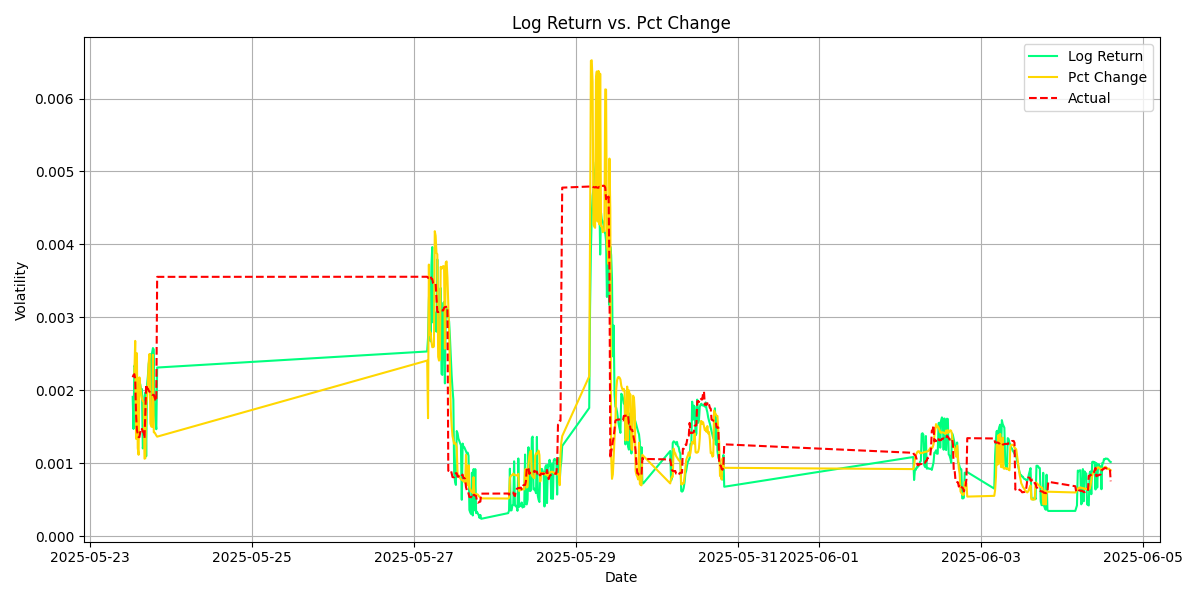 Log Return vs. Pct Change
Log Return
Pct Change
Actual
Volatility
0.006
0.005
0.004
0.003
0.002
0.001
0.000
2025-05-23
2025-05-25
2025-05-27
2025-05-29
2025-05-31
2025-06-01
2025-06-03
2025-06-05
Date